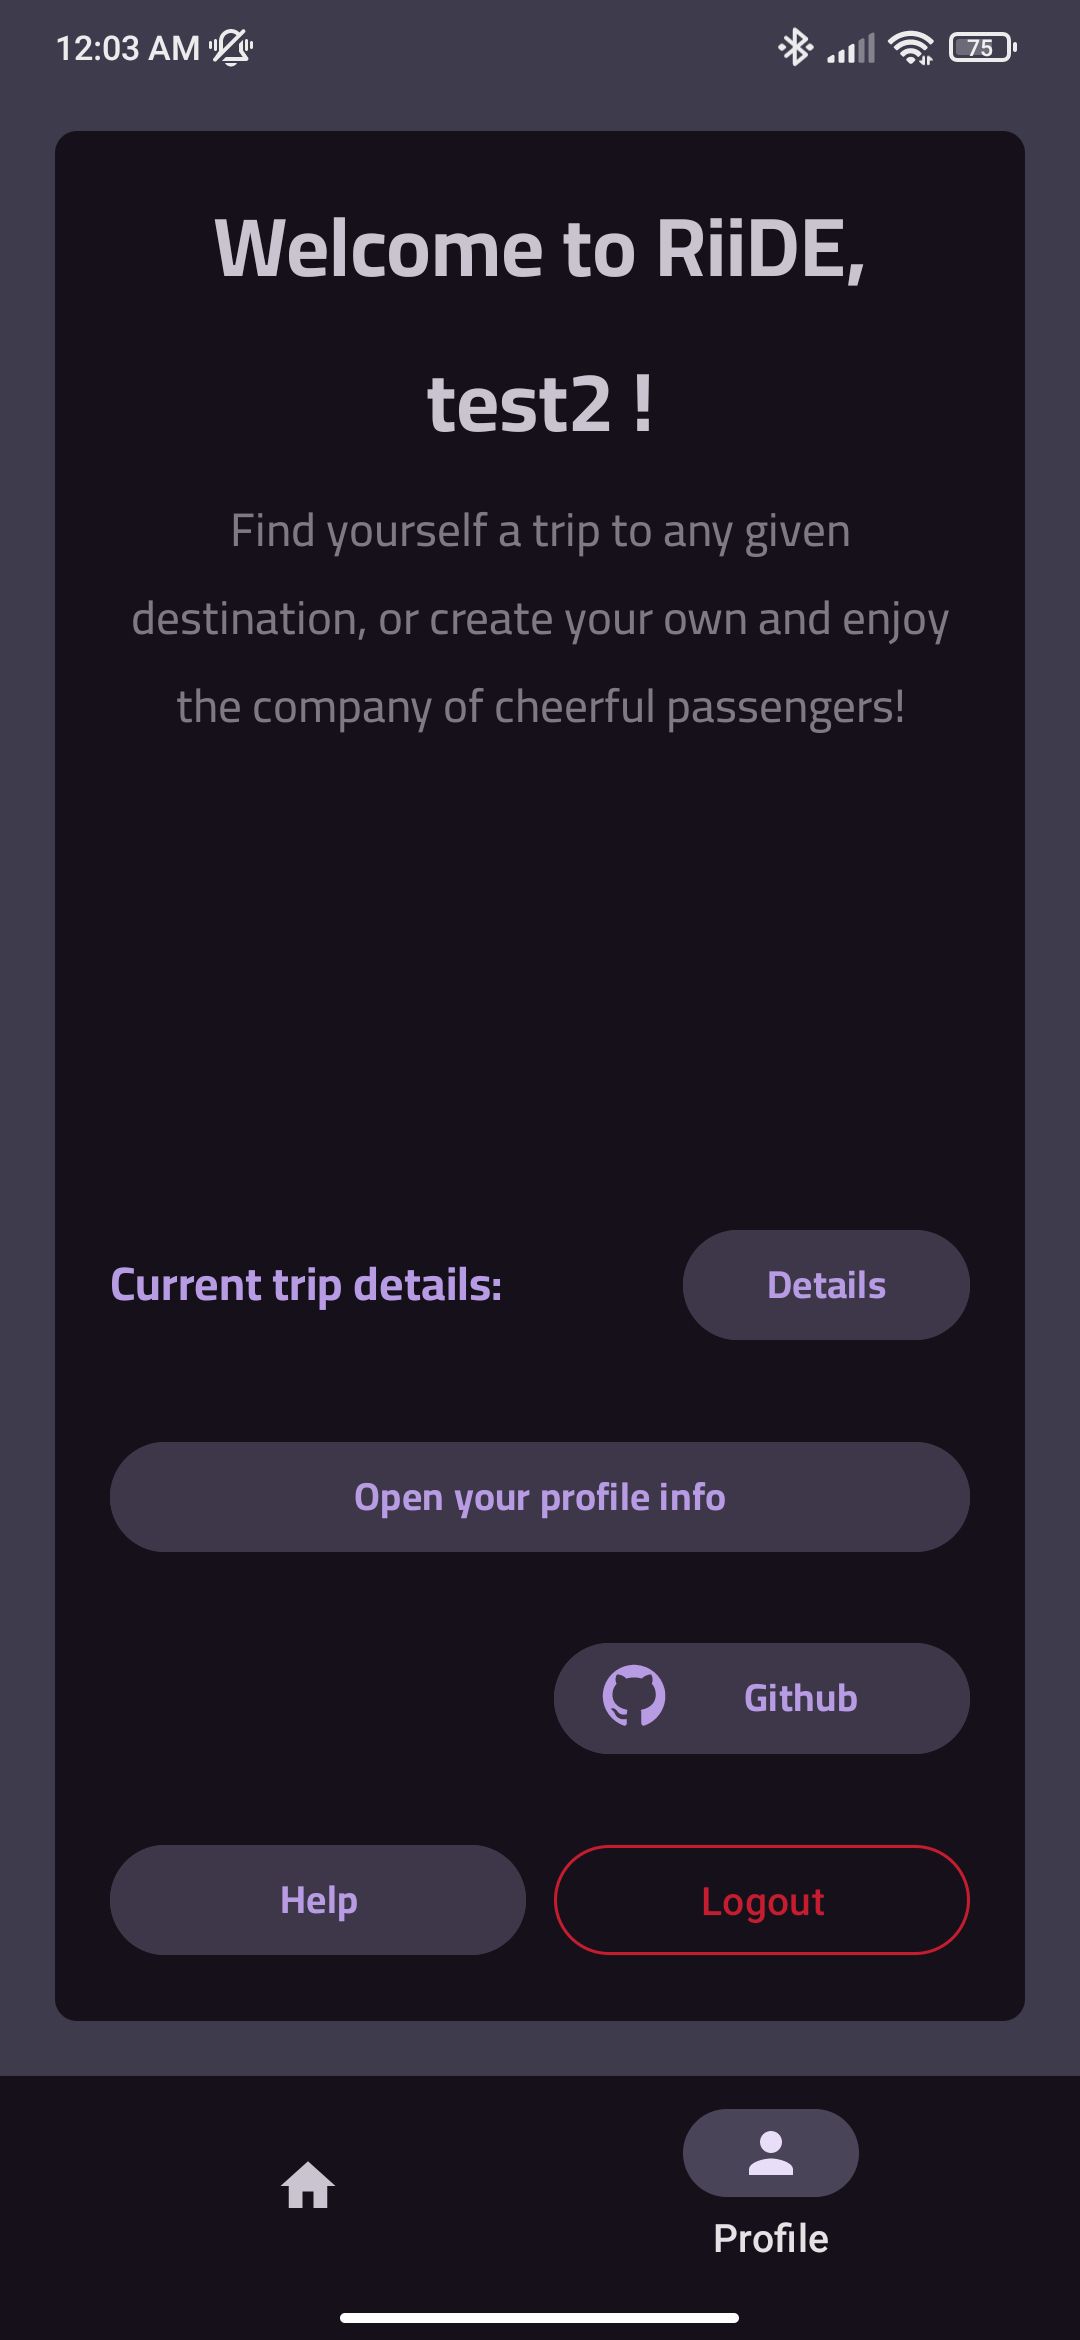 12:03 AM 75
Welcome to RiiDE,
test2 !
Find yourself a trip to any given
destination, or create your own and enjoy
the company of cheerful passengers!
Current trip details: Details
Open your profile info
Github
Help Logout
Profile